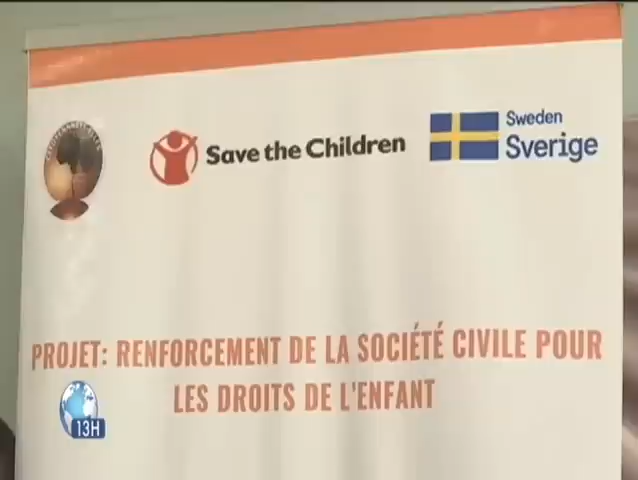 Save the Children
Sweden
Sverige
PROJET: RENFORCEMENT DE LA SOCIÉTÉ CIVILE POUR
LES DROITS DE L'ENFANT
13H